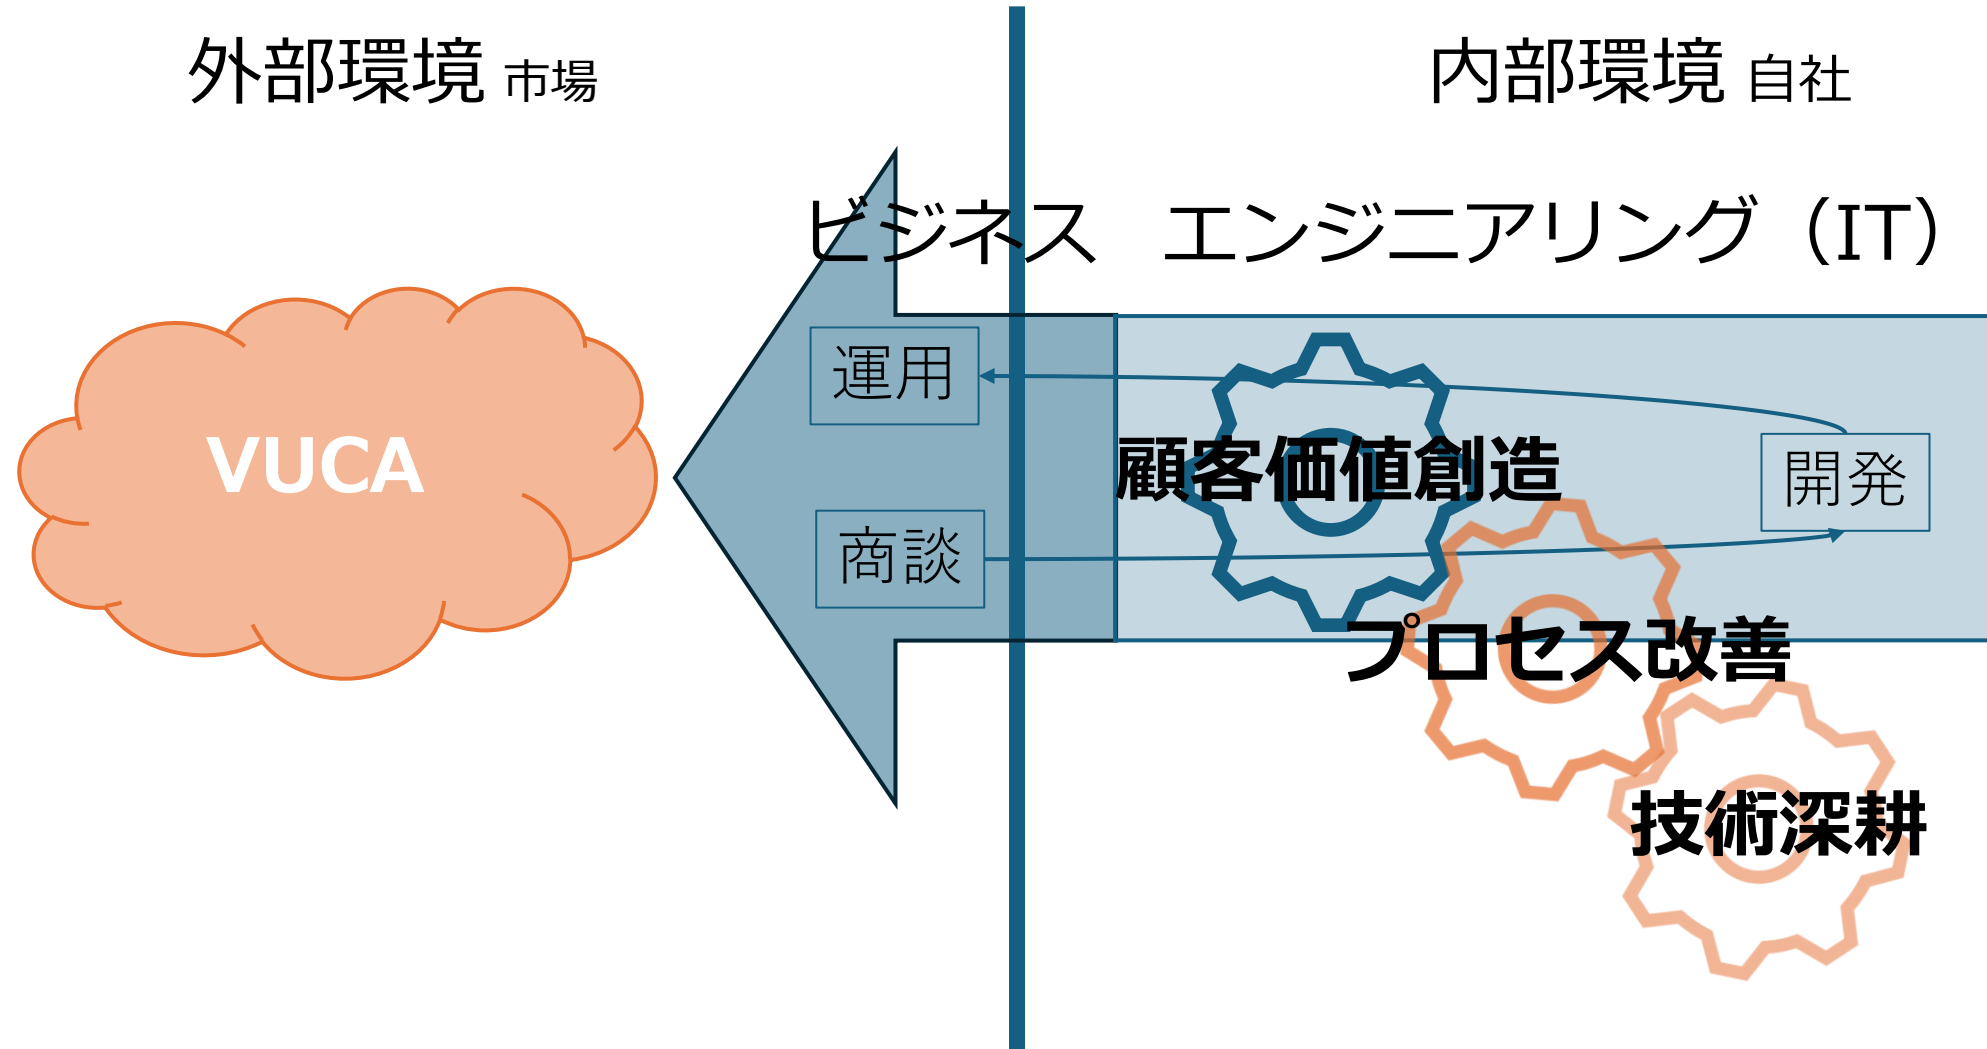 外部環境 市場
内部環境 自社
ビジネス
エンジニアリング（IT）
運用
VUCA
顧客価値創造
開発
商談
プロセス改善
技術深耕